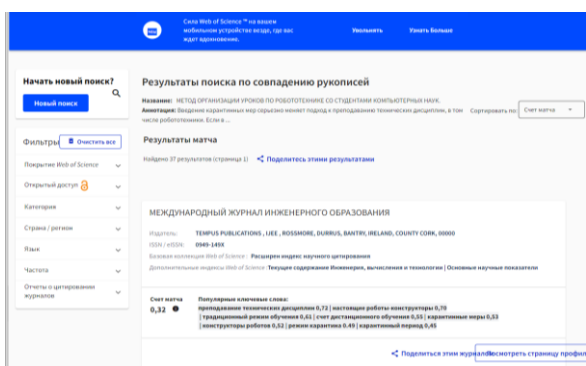 Сила Web of Science ™ на вашем
мобильном устройстве везде, где вас
ждет вдохновение.
Увольнять
Узнать больше
Начать новый поиск?
Новый поиск
Фильтры
Очистить все
Покрытие Web of Science
Открытый доступ
Категория
Страна / регион
Язык
Частота
Отчеты о цитировании
журналов
Результаты поиска по совпадению рукописей
Название: МЕТОД ОРГАНИЗАЦИИ УРОКОВ ПО РОБОТОТЕХНИКЕ СО СТУДЕНТАМИ КОМПЬЮТЕРНЫХ НАУК.
Аннотация: Введение карантинных мер серьезно меняет подход к преподаванию технических дисциплин, в том
числе робототехники. Если в ...
Сортировать по:
Счет матча
Результаты матча
Найдено 37 результатов (страница 1)
Поделитесь этими результатами
МЕЖДУНАРОДНЫЙ ЖУРНАЛ ИНЖЕНЕРНОГО ОБРАЗОВАНИЯ
Издатель: TEMPUS PUBLICATIONS , IJEE , ROSSMORE, DURRUS, BANTRY, IRELAND, COUNTY CORK, 00000
ISSN / eISSN: 0949-149X
Базовая коллекция Web of Science : Расширен индекс научного цитирования
Дополнительные индексы Web of Science : Текущее содержание Инженерия, вычисления и технологии | Основные научные показатели
Счет матча
0,32
Популярные ключевые слова:
преподавание технических дисциплин 0,72 | настоящие роботы-конструкторы 0,70
| традиционный режим обучения 0,61 | счет дистанционного обучения 0,55 | карантинные меры 0,53
| конструкторы роботов 0,52 | режим карантина 0.49 | карантинный период 0,45
Поделиться этим журналом
Посмотреть страницу профил